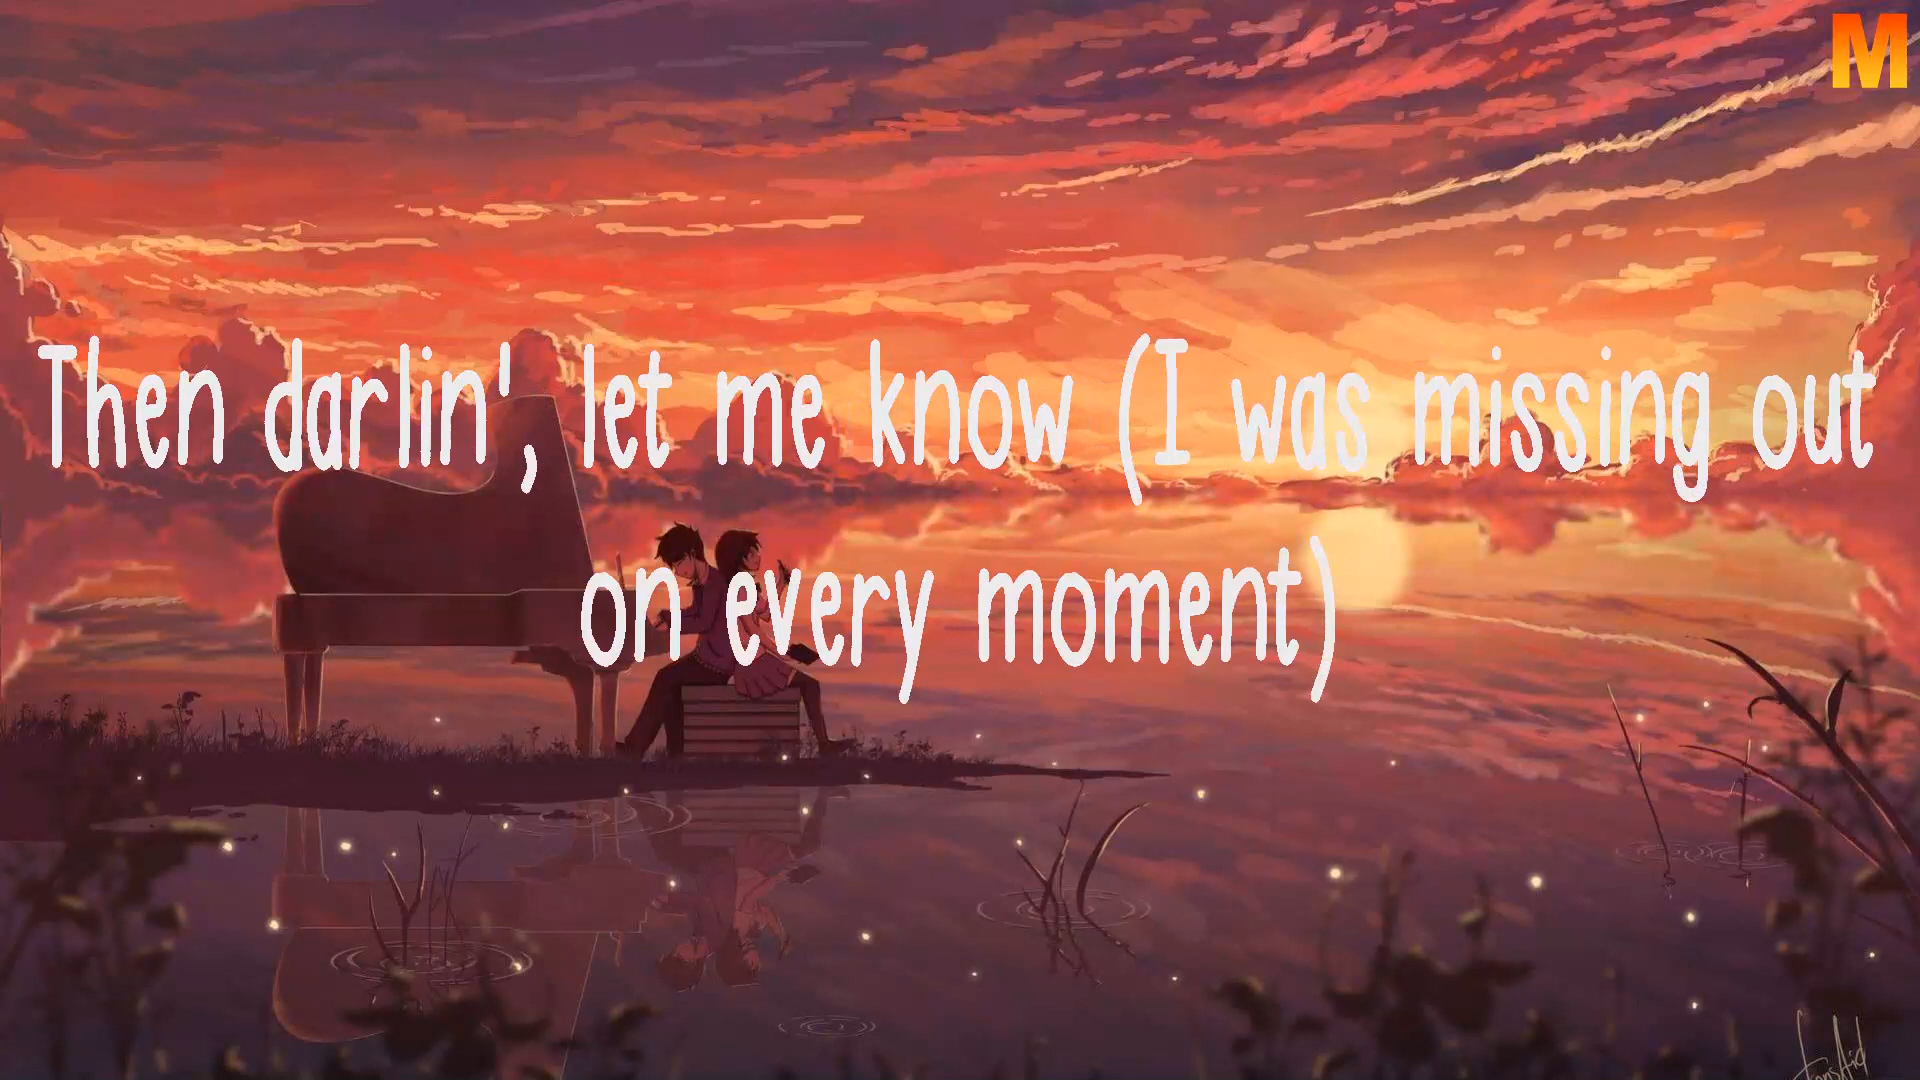 M
Then darlin', let me know (I was missing out
on every moment)